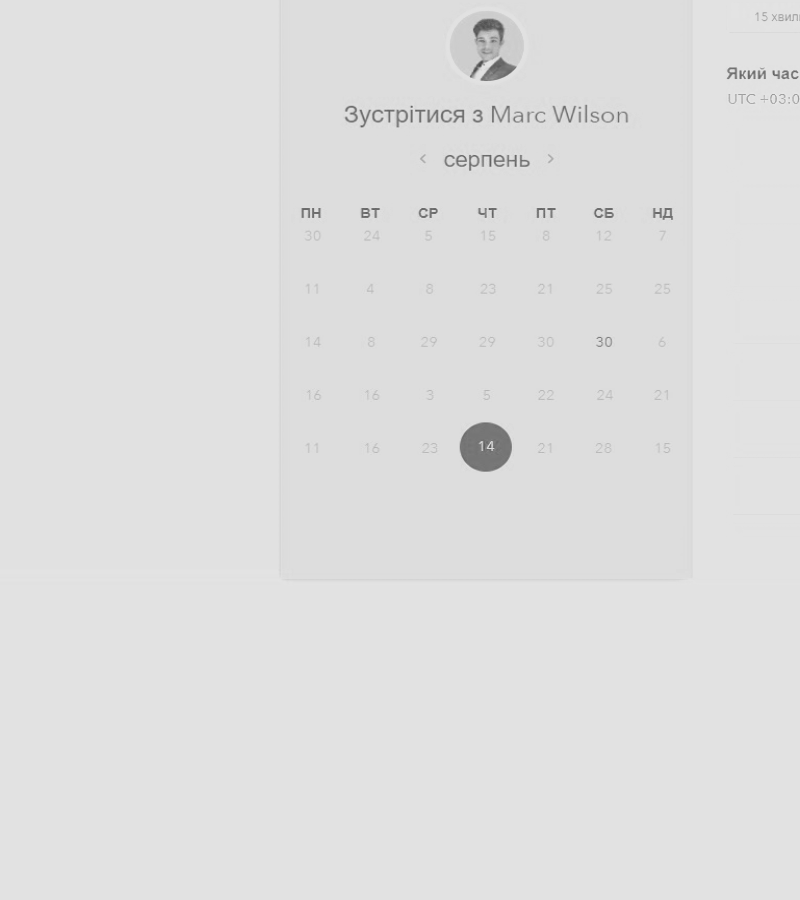 15 хвил
Який час
UTC +03:0
Зустрітися з Marc Wilson
серпень
ПН ВТ СР ЧТ ПТ СБ НД
30 24 5 15 8 12 7
11 4 8 23 21 25 25
14 8 29 29 30 30 6
16 16 3 5 22 24 21
11 16 23 14 21 28 15